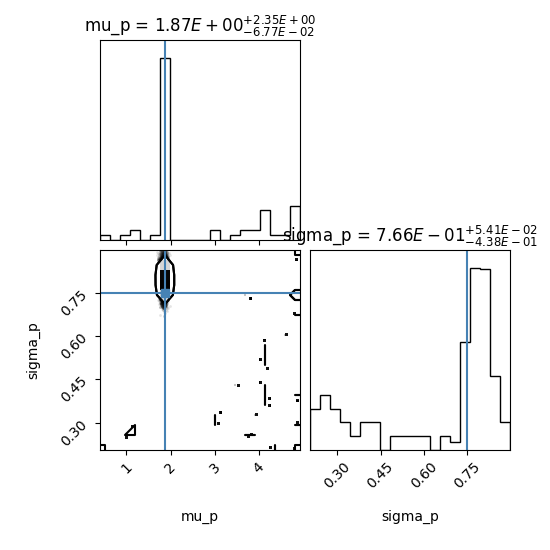 mu_p = 1.87E + 00+2.35E + 00 −6.77E − 02
sigma_p = 7.66E − 01+5.41E − 02 −4.38E − 01
sigma_p
0.75
0.60
0.45
0.30
1 2 3 4
0.30 0.45 0.60 0.75
mu_p
sigma_p